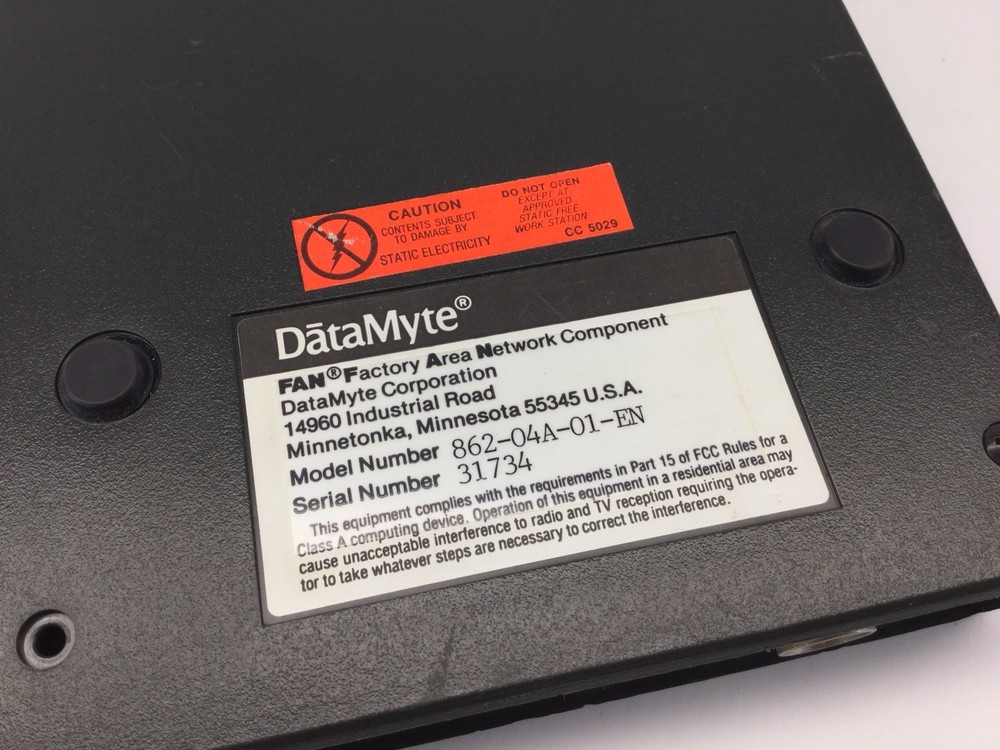 CAUTION
CONTENTS SUBJECT
TO DAMAGE BY
STATIC ELECTRICITY
DO NOT OPEN
EXCEPT AT
APPROVED
STATIC FREE
WORK STATION
CC 5029
DātaMyte®
FAN® Factory Area Network Component
DataMyte Corporation
14960 Industrial Road
Minnetonka, Minnesota 55345 U.S.A.
Model Number 862-04A-01-EN
Serial Number 31734
This equipment complies with the requirements in Part 15 of FCC Rules for a
Class A computing device. Operation of this equipment in a residential area may
cause unacceptable interference to radio and TV reception requiring the opera-
tor to take whatever steps are necessary to correct the interference.